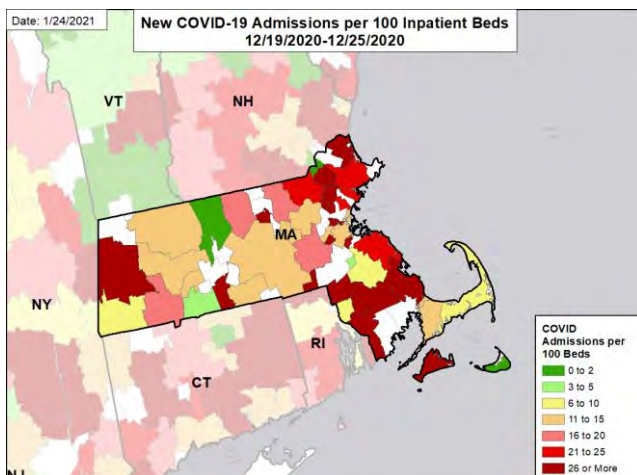 Date: 1/24/2021
New COVID-19 Admissions per 100 Inpatient Beds
12/19/2020-12/25/2020
VT
NH
MA
NY
CT
RI
COVID
Admissions per
100 Beds
0 to 2
3 to 5
6 to 10
11 to 15
16 to 20
21 to 25
26 or More